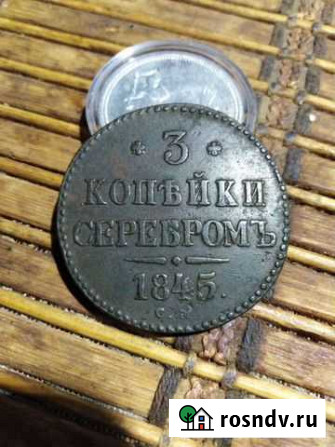 3
КОПѢЙКИ
СЕРЕБРОМЪ
1845.
rosndv.ru